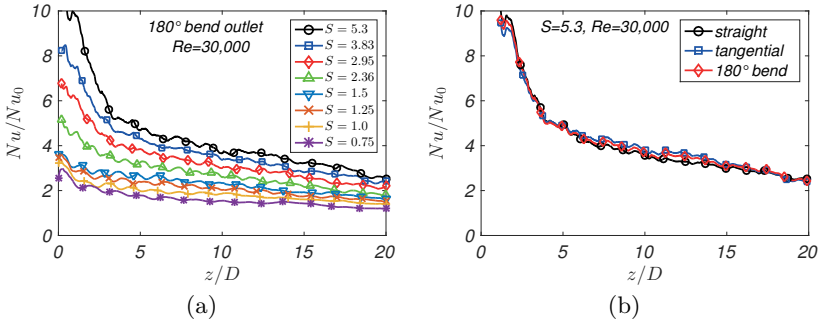 180° bend outlet
Re=30,000
S = 5.3
S = 3.83
S = 2.95
S = 2.36
S = 1.5
S = 1.25
S = 1.0
S = 0.75
Nu/Nu0
10
8
6
4
2
0
0 5 10 15 20
z/D
(a)
S=5.3, Re=30,000
straight
tangential
180° bend
Nu/Nu0
10
8
6
4
2
0
0 5 10 15 20
z/D
(b)